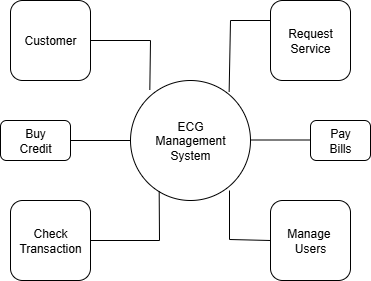 Customer
Request
Service
Buy
Credit
ECG
Management
System
Pay
Bills
Check
Transaction
Manage
Users